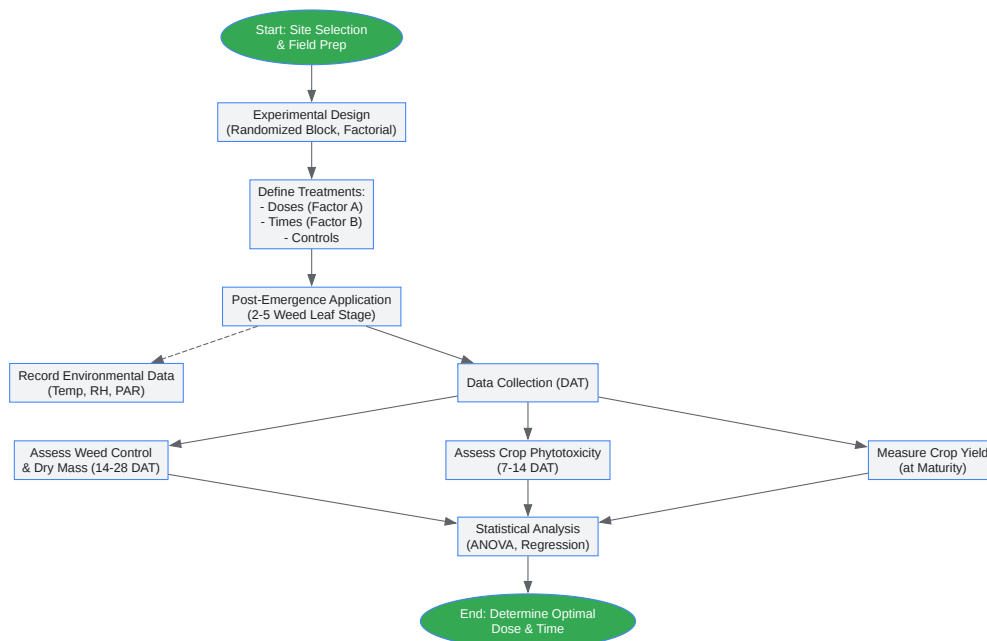 Start: Site Selection
& Field Prep
Experimental Design
(Randomized Block, Factorial)
Define Treatments:
- Doses (Factor A)
- Times (Factor B)
- Controls
Post-Emergence Application
(2-5 Weed Leaf Stage)
Record Environmental Data
(Temp, RH, PAR)
Data Collection (DAT)
Assess Weed Control
& Dry Mass (14-28 DAT)
Assess Crop Phytotoxicity
(7-14 DAT)
Measure Crop Yield
(at Maturity)
Statistical Analysis
(ANOVA, Regression)
End: Determine Optimal
Dose & Time